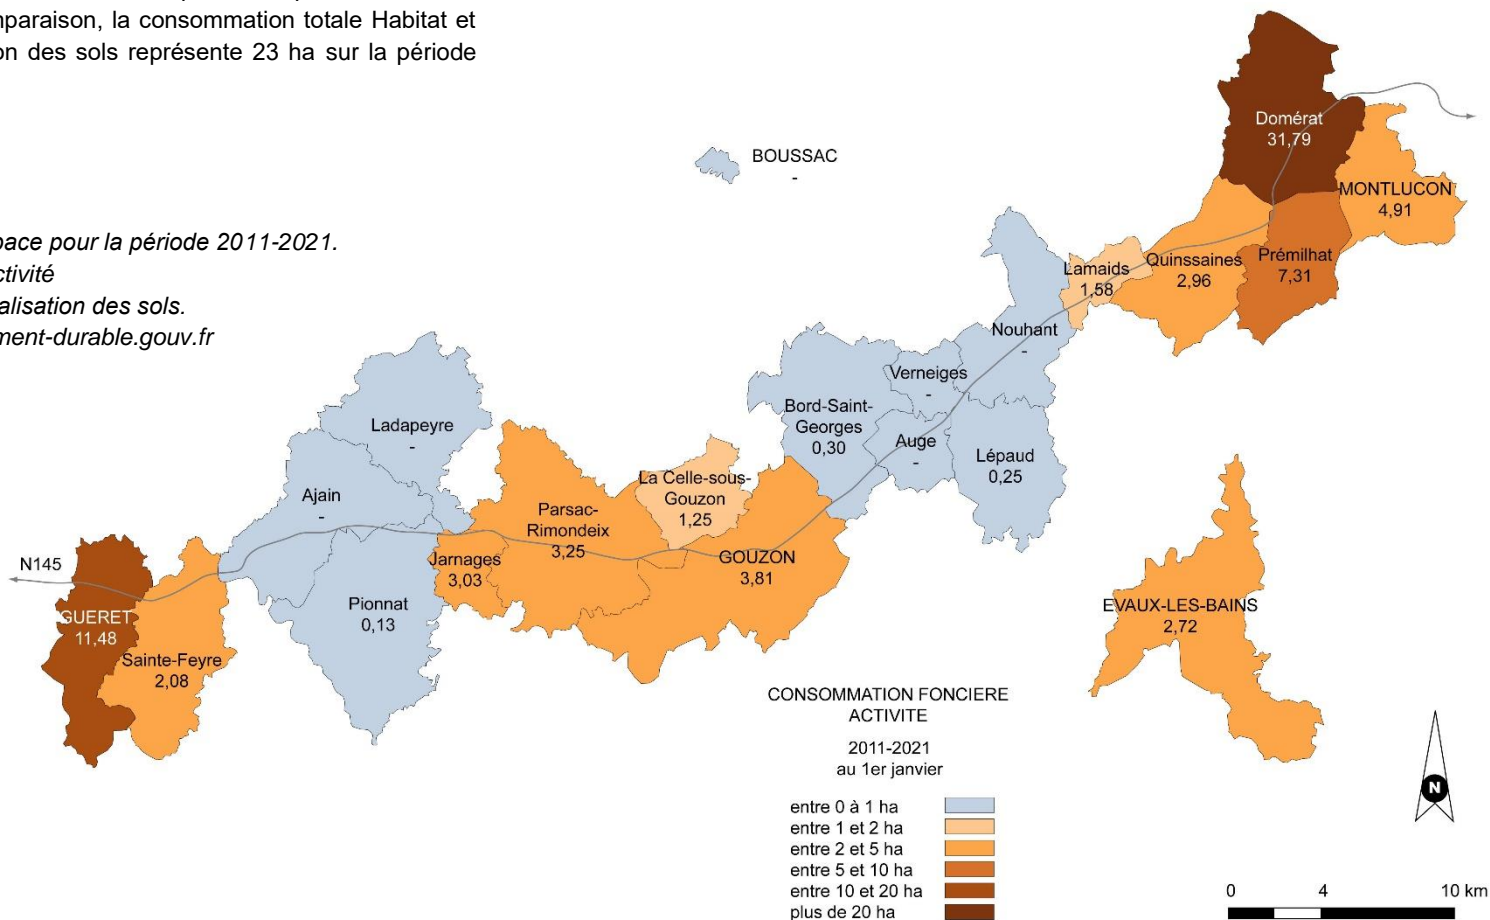 mparaison, la consommation totale Habitat et
on des sols représente 23 ha sur la période
pace pour la période 2011-2021.
ctivité
alisation des sols.
ment-durable.gouv.fr
BOUSSAC
-
Domérat
31,79
MONTLUCON
4,91
Prémilhat
7,31
Quinssaines
2,96
Lamaids
1,58
Nouhant
-
Verneiges
-
Bord-Saint-
Georges
0,30
Auge
-
Lépaud
0,25
Ladapeyre
-
Ajain
-
La Celle-sous-
Gouzon
1,25
Parsac-
Rimondeix
3,25
GOUZON
3,81
Jarnages
3,03
N145
Pionnat
0,13
GUERET
11,48
Sainte-Feyre
2,08
EVAUX-LES-BAINS
2,72
CONSOMMATION FONCIERE
ACTIVITE
2011-2021
au 1er janvier
entre 0 à 1 ha
entre 1 et 2 ha
entre 2 et 5 ha
entre 5 et 10 ha
entre 10 et 20 ha
plus de 20 ha
N
0 4 10 km